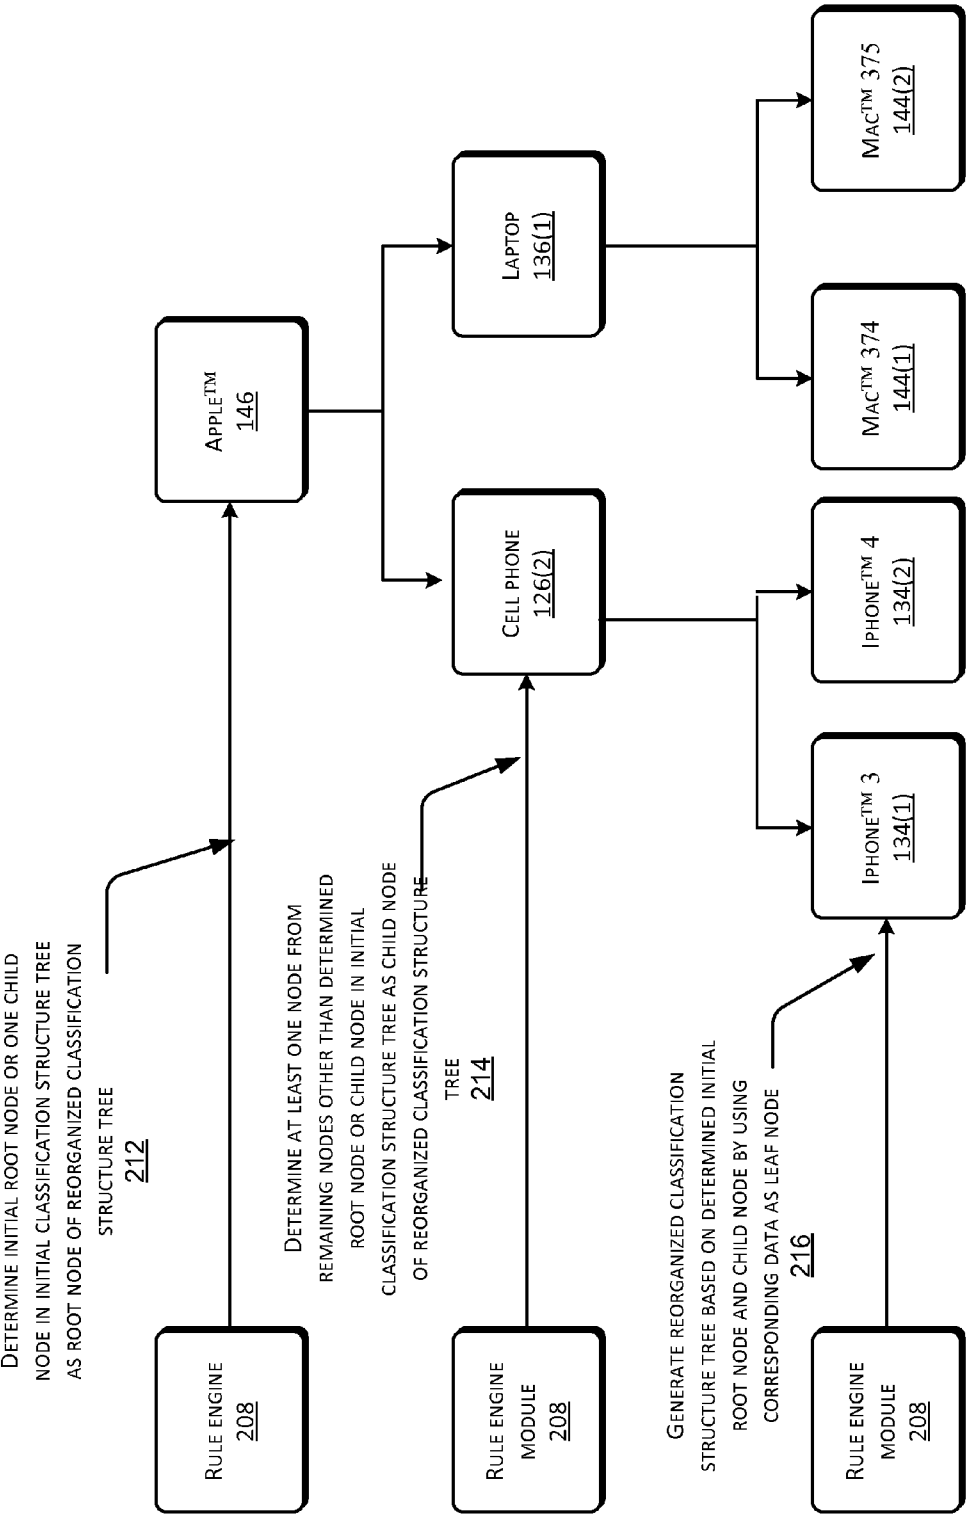 DETERMINE INITIAL ROOT NODE OR ONE CHILD
NODE IN INITIAL CLASSIFICATION STRUCTURE TREE
AS ROOT NODE OF REORGANIZED CLASSIFICATION
STRUCTURE TREE
212
RULE ENGINE
208
APPLE™
146
DETERMINE AT LEAST ONE NODE FROM
REMAINING NODES OTHER THAN DETERMINED
ROOT NODE OR CHILD NODE IN INITIAL
CLASSIFICATION STRUCTURE TREE AS CHILD NODE
OF REORGANIZED CLASSIFICATION STRUCTURE
TREE
214
RULE ENGINE
MODULE
208
CELL PHONE
126(2)
LAPTOP
136(1)
GENERATE REORGANIZED CLASSIFICATION
STRUCTURE TREE BASED ON DETERMINED INITIAL
ROOT NODE AND CHILD NODE BY USING
CORRESPONDING DATA AS LEAF NODE
216
RULE ENGINE
MODULE
208
IPHONE™ 3
134(1)
IPHONE™ 4
134(2)
MAC™ 374
144(1)
MAC™ 375
144(2)